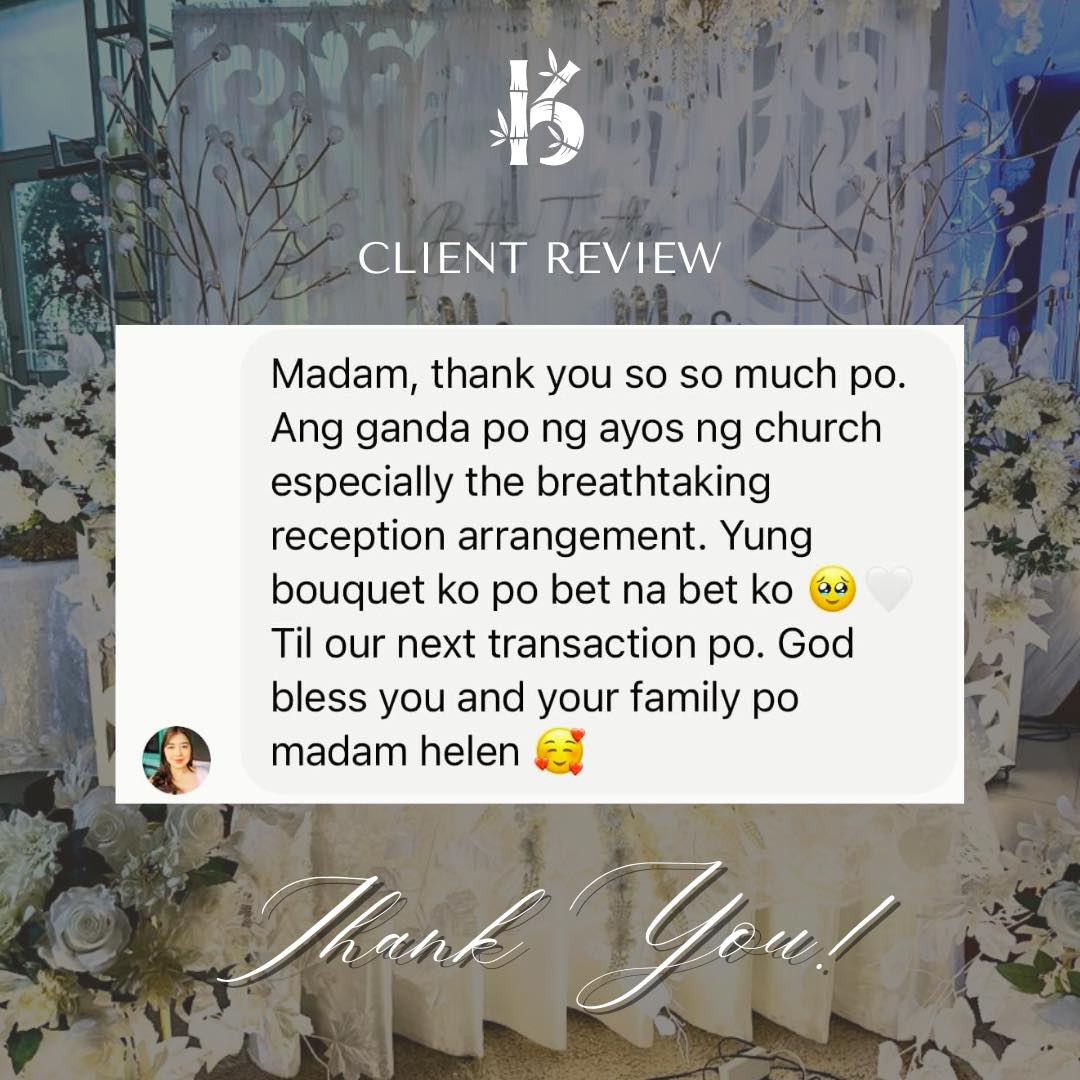 Better Together
CLIENT REVIEW
Madam, thank you so so much po.
Ang ganda po ng ayos ng church
especially the breathtaking
reception arrangement. Yung
bouquet ko po bet na bet ko 🥹🤍
Til our next transaction po. God
bless you and your family po
madam helen 🥰
Thank You!